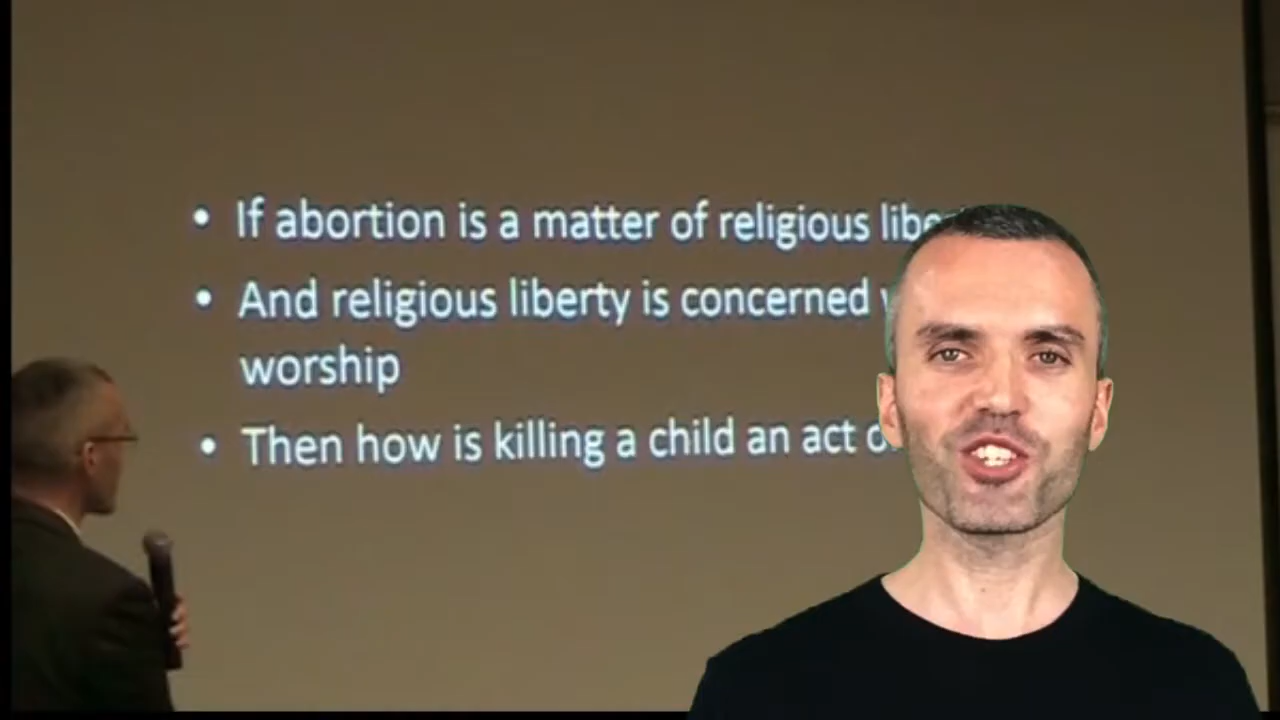 • If abortion is a matter of religious
• And religious liberty is concerned
worship
• Then how is killing a child an act